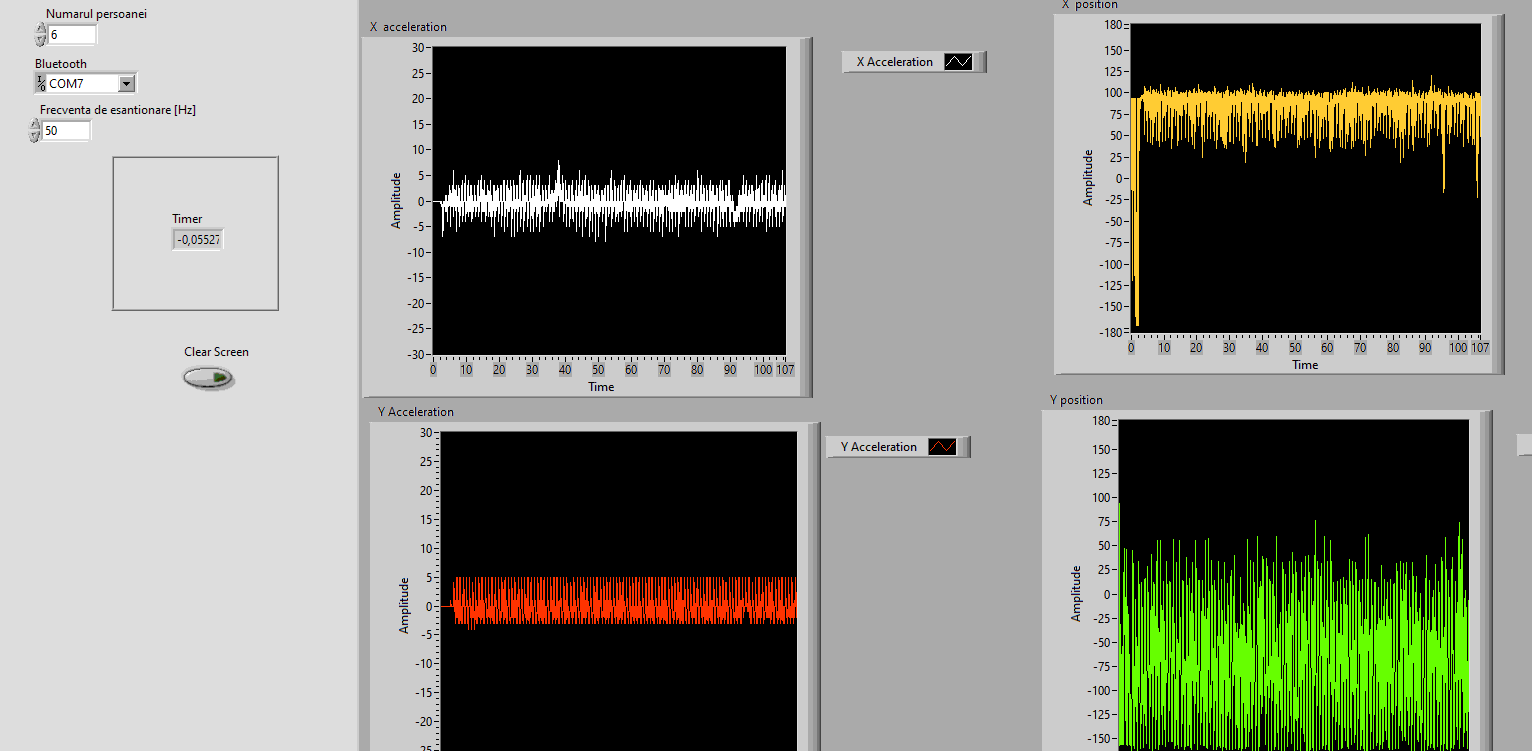 Numarul persoanei
6
Bluetooth
I/O COM7
Frecventa de esantionare [Hz]
50
Timer
-0,05527
Clear Screen
X acceleration
30
25
20
15
10
5
0
-5
-10
-15
-20
-25
-30
Amplitude
0 10 20 30 40 50 60 70 80 90 100 107
Time
X Acceleration
X position
180
150
125
100
75
50
25
0
-25
-50
-75
-100
-125
-150
-180
Amplitude
0 10 20 30 40 50 60 70 80 90 100 107
Time
Y Acceleration
30
25
20
15
10
5
0
-5
-10
-15
-20
-25
Amplitude
Y Acceleration
Y position
180
150
125
100
75
50
25
0
-25
-50
-75
-100
-125
-150
Amplitude